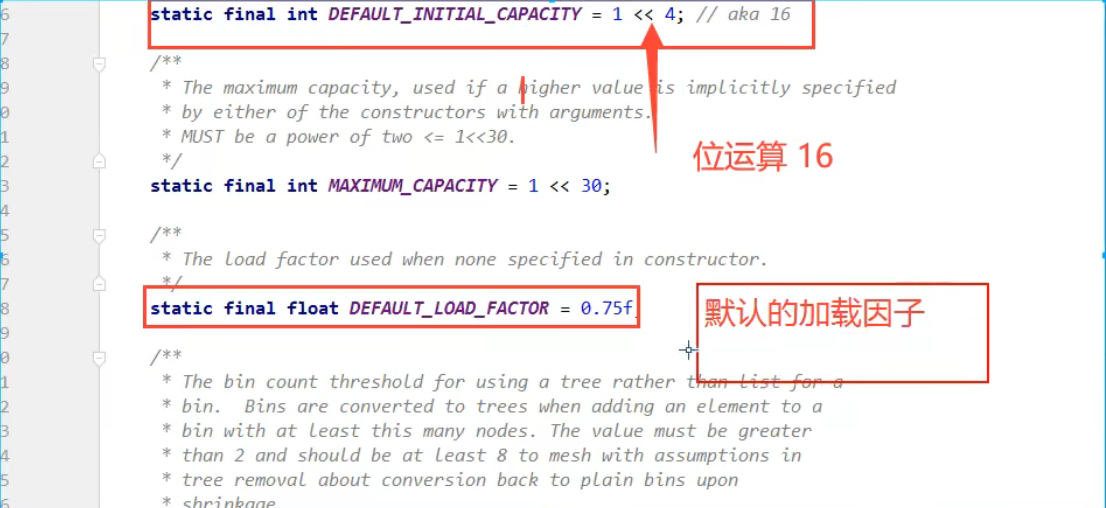 6 static final int DEFAULT_INITIAL_CAPACITY = 1 << 4; // aka 16
7
8 /**
9 * The maximum capacity, used if a higher value is implicitly specified
0 * by either of the constructors with arguments.
1 * MUST be a power of two <= 1<<30.
2 */
位运算 16
3 static final int MAXIMUM_CAPACITY = 1 << 30;
4
5 /**
6 * The load factor used when none specified in constructor.
7 */
8 static final float DEFAULT_LOAD_FACTOR = 0.75f
默认的加载因子
9
0 /**
1 * The bin count threshold for using a tree rather than list for a
2 * bin.  Bins are converted to trees when adding an element to a
3 * bin with at least this many nodes. The value must be greater
4 * than 2 and should be at least 8 to mesh with assumptions in
5 * tree removal about conversion back to plain bins upon
6 * shrinkage